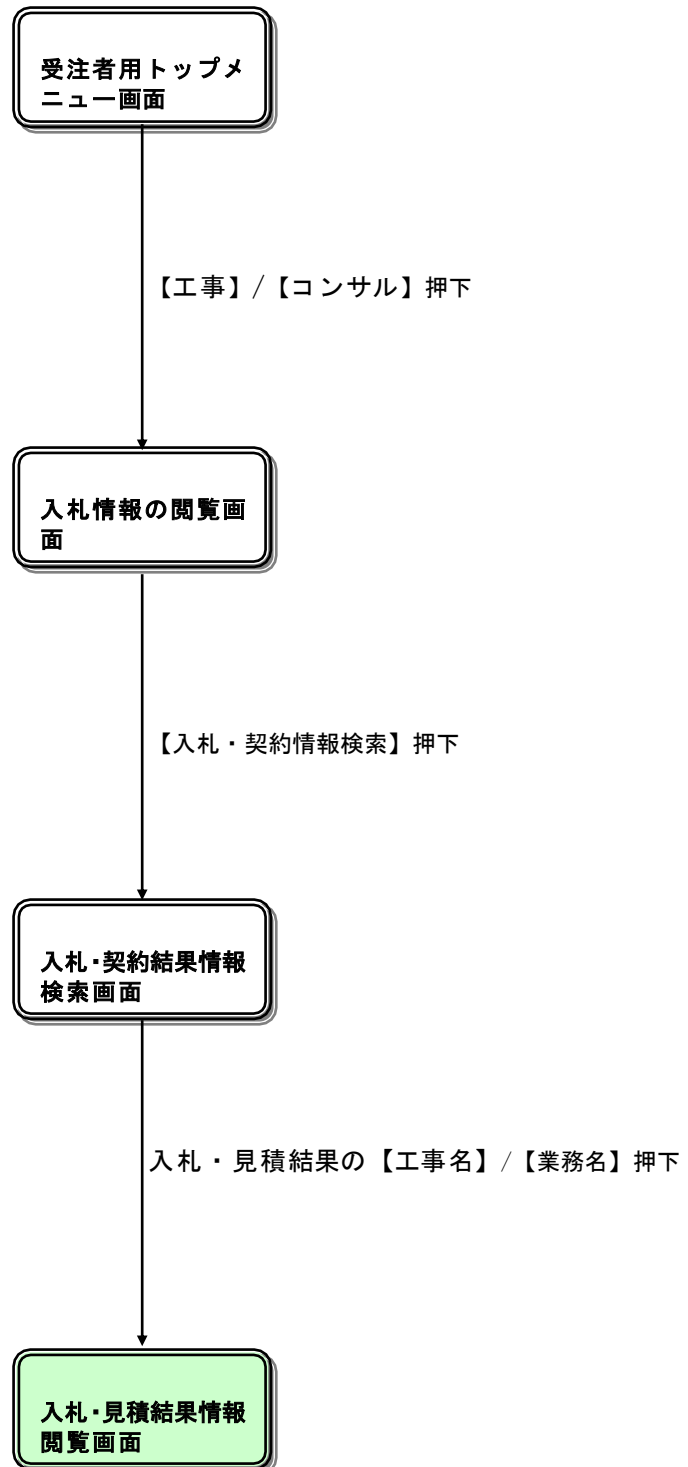 受注者用トップメ
ニュー画面
【工事】/【コンサル】押下
入札情報の閲覧画
面
【入札・契約情報検索】押下
入札・契約結果情報
検索画面
入札・見積結果の【工事名】/【業務名】押下
入札・見積結果情報
閲覧画面